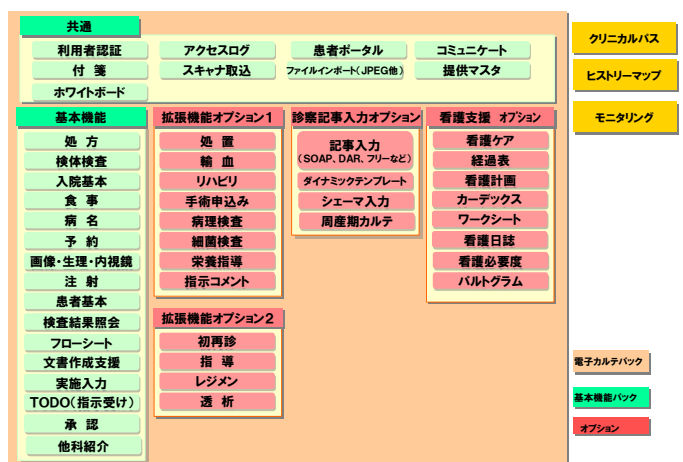 共通
利用者認証
アクセスログ
患者ポータル
コミュニケート
付 箋
スキャナ取込
ファイルインポート(JPEG他)
提供マスタ
ホワイトボード
クリニカルパス
ヒストリーマップ
モニタリング
基本機能
処 方
検体検査
入院基本
食 事
病 名
予 約
画像・生理・内視鏡
注 射
患者基本
検査結果照会
フローシート
文書作成支援
実施入力
TODO(指示受け)
承 認
他科紹介
拡張機能オプション1
処 置
輸 血
リハビリ
手術申込み
病理検査
細菌検査
栄養指導
指示コメント
拡張機能オプション2
初再診
指 導
レジメン
透 析
診察記事入力オプション
記事入力
(SOAP、DAR、フリーなど)
ダイナミックテンプレート
シェーマ入力
周産期カルテ
看護支援 オプション
看護ケア
経過表
看護計画
カーデックス
ワークシート
看護日誌
看護必要度
パルトグラム
電子カルテパック
基本機能パック
オプション